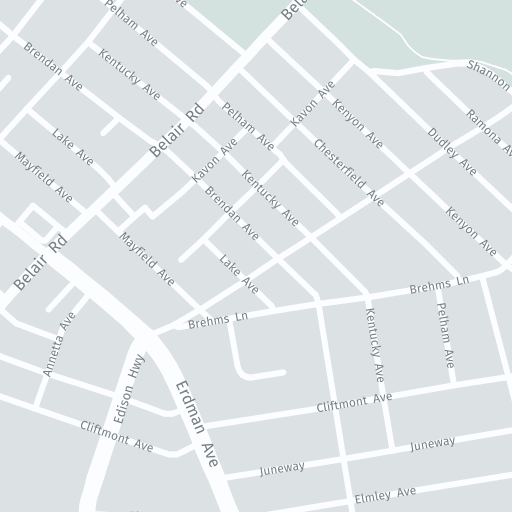 Pelham Ave
Belair
Brendan Ave
Kentucky Ave
Shannon
Kavon Ave
Belair Rd
Pelham Ave
Kenyon Ave
Ramona Av
Lake Ave
Dudley Ave
Mayfield Ave
Kavon Ave
Chesterfield Ave
Kentucky Ave
Brendan Ave
Kenyon Ave
Belair Rd
Mayfield Ave
Lake Ave
Brehms Ln
Brehms Ln
Annetta Ave
Kentucky Ave
Pelham Ave
Edison Hwy
Erdman Ave
Cliftmont Ave
Cliftmont Ave
Juneway
Juneway
Elmley Ave